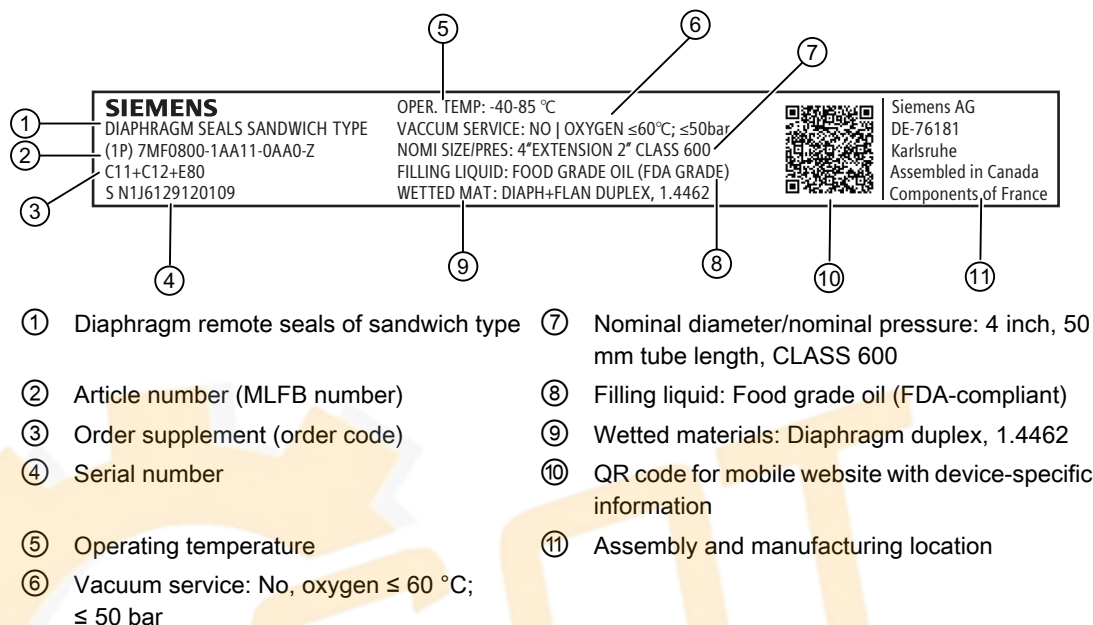 ⑤
⑥
⑦
SIEMENS
DIAPHRAGM SEALS SANDWICH TYPE
(1P) 7MF0800-1AA11-0AA0-Z
C11+C12+E80
S N1J6129120109
OPER. TEMP: -40-85 °C
VACCUM SERVICE: NO | OXYGEN ≤60°C; ≤50bar
NOMI SIZE/PRES: 4"EXTENSION 2" CLASS 600
FILLING LIQUID: FOOD GRADE OIL (FDA GRADE)
WETTED MAT: DIAPH+FLAN DUPLEX, 1.4462
Siemens AG
DE-76181
Karlsruhe
Assembled in Canada
Components of France
①
②
③
④
⑨
⑧
⑩
⑪
① Diaphragm remote seals of sandwich type
② Article number (MLFB number)
③ Order supplement (order code)
④ Serial number
⑤ Operating temperature
⑥ Vacuum service: No, oxygen ≤ 60 °C;
≤ 50 bar
⑦ Nominal diameter/nominal pressure: 4 inch, 50
mm tube length, CLASS 600
⑧ Filling liquid: Food grade oil (FDA-compliant)
⑨ Wetted materials: Diaphragm duplex, 1.4462
⑩ QR code for mobile website with device-specific
information
⑪ Assembly and manufacturing location